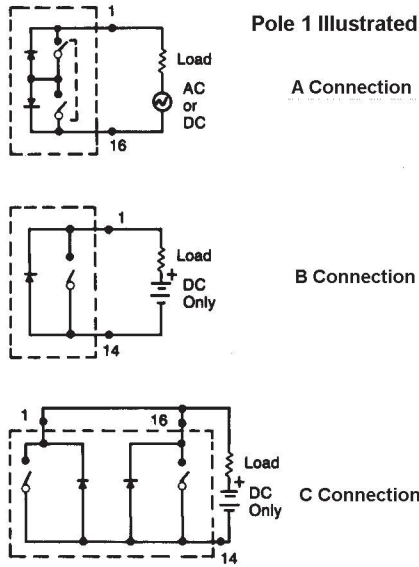 Pole 1 Illustrated
1
Load
AC
or
DC
16
A Connection
1
Load
+
DC
Only
14
B Connection
1
16
Load
+
DC
Only
14
C Connection